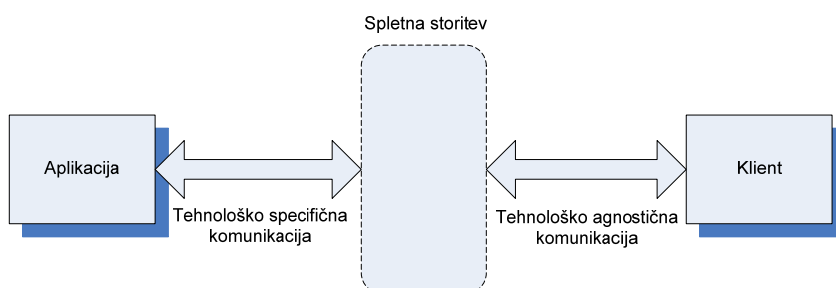 Spletna storitev
Aplikacija
Klient
Tehnološko specifična
komunikacija
Tehnološko agnostična
komunikacija